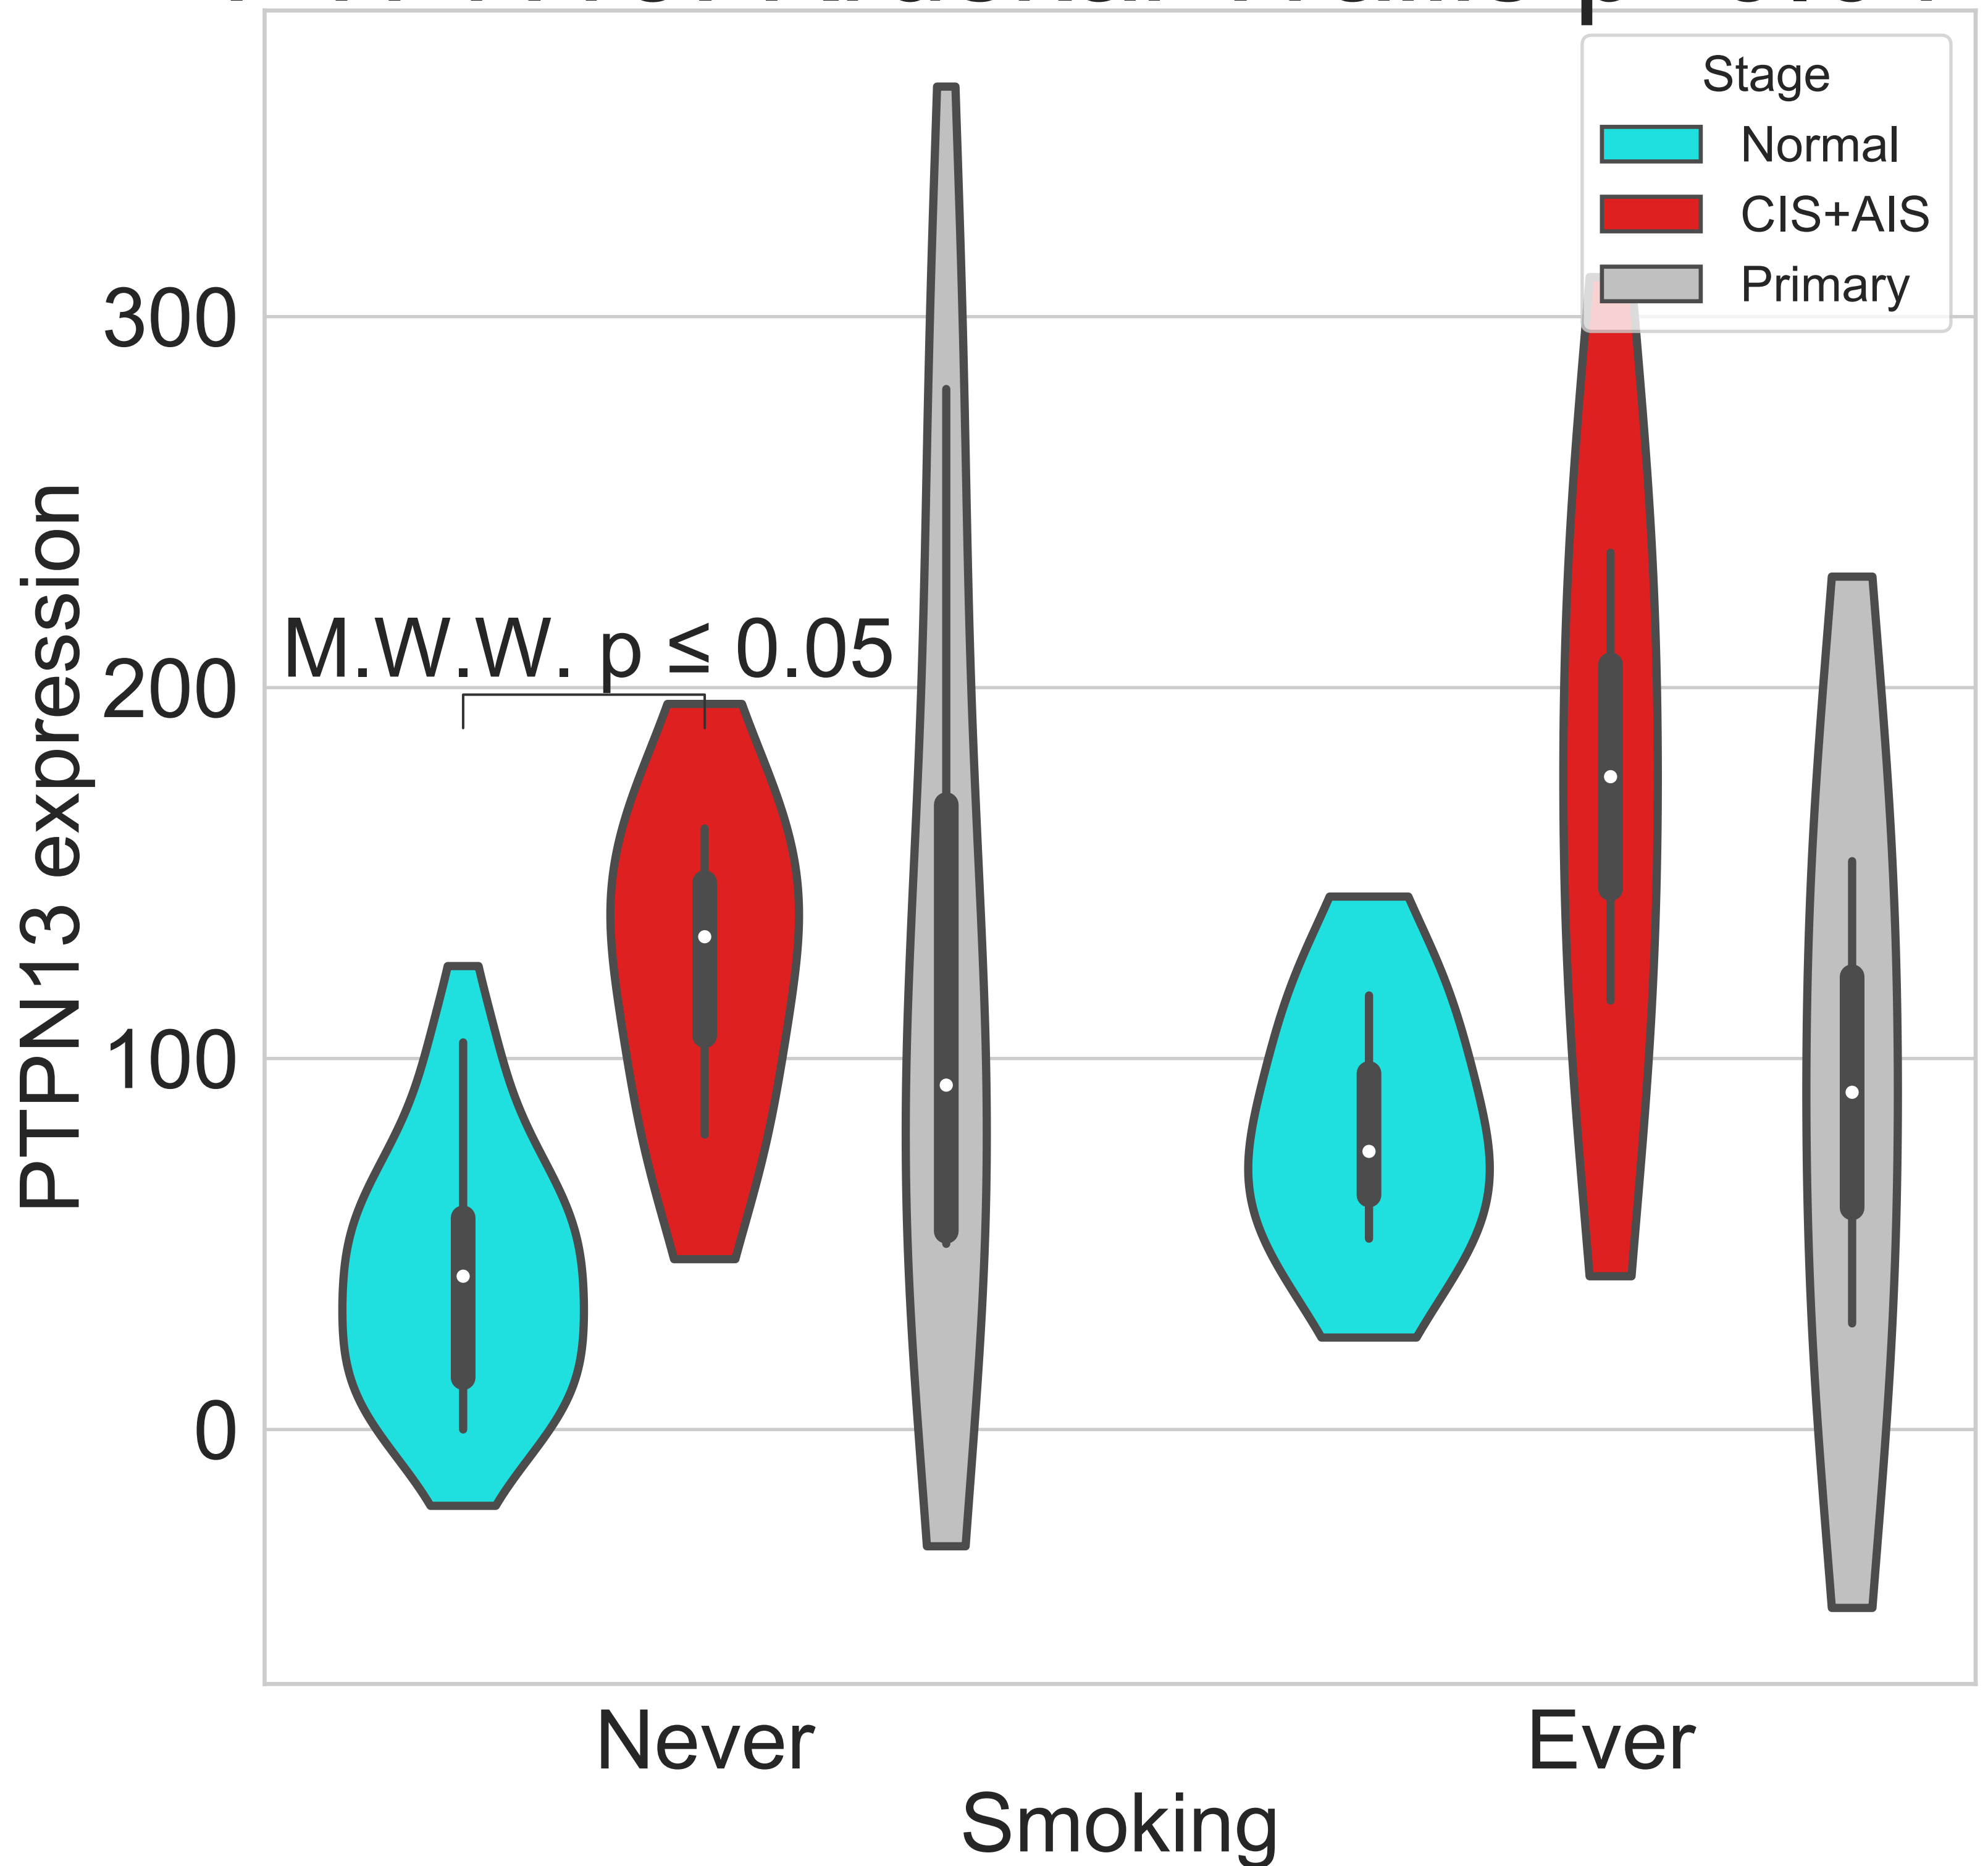 Stage
Normal
CIS+AIS
Primary
300
200
100
0
PTPN13 expression
M.W.W. p ≤ 0.05
Never
Ever
Smoking